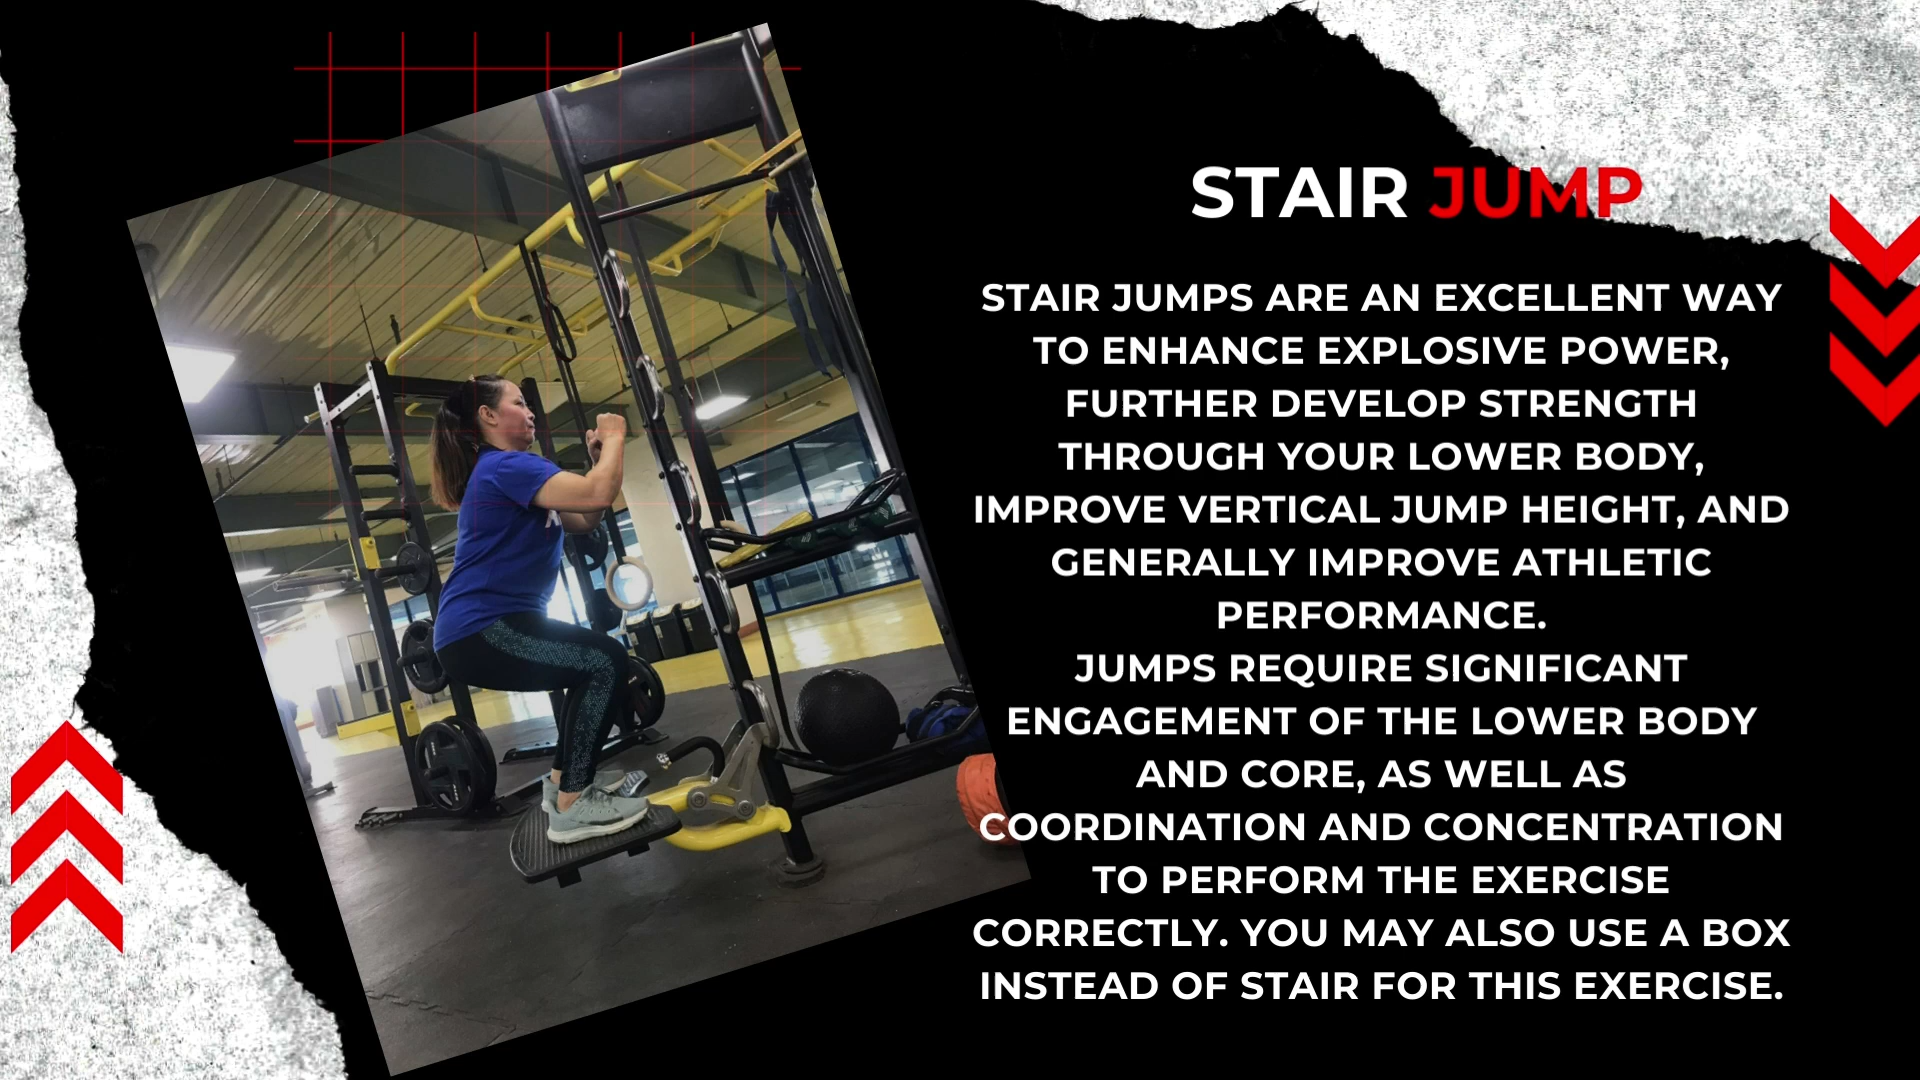 STAIR JUMP
STAIR JUMPS ARE AN EXCELLENT WAY
TO ENHANCE EXPLOSIVE POWER,
FURTHER DEVELOP STRENGTH
THROUGH YOUR LOWER BODY,
IMPROVE VERTICAL JUMP HEIGHT, AND
GENERALLY IMPROVE ATHLETIC
PERFORMANCE.
JUMPS REQUIRE SIGNIFICANT
ENGAGEMENT OF THE LOWER BODY
AND CORE, AS WELL AS
COORDINATION AND CONCENTRATION
TO PERFORM THE EXERCISE
CORRECTLY. YOU MAY ALSO USE A BOX
INSTEAD OF STAIR FOR THIS EXERCISE.